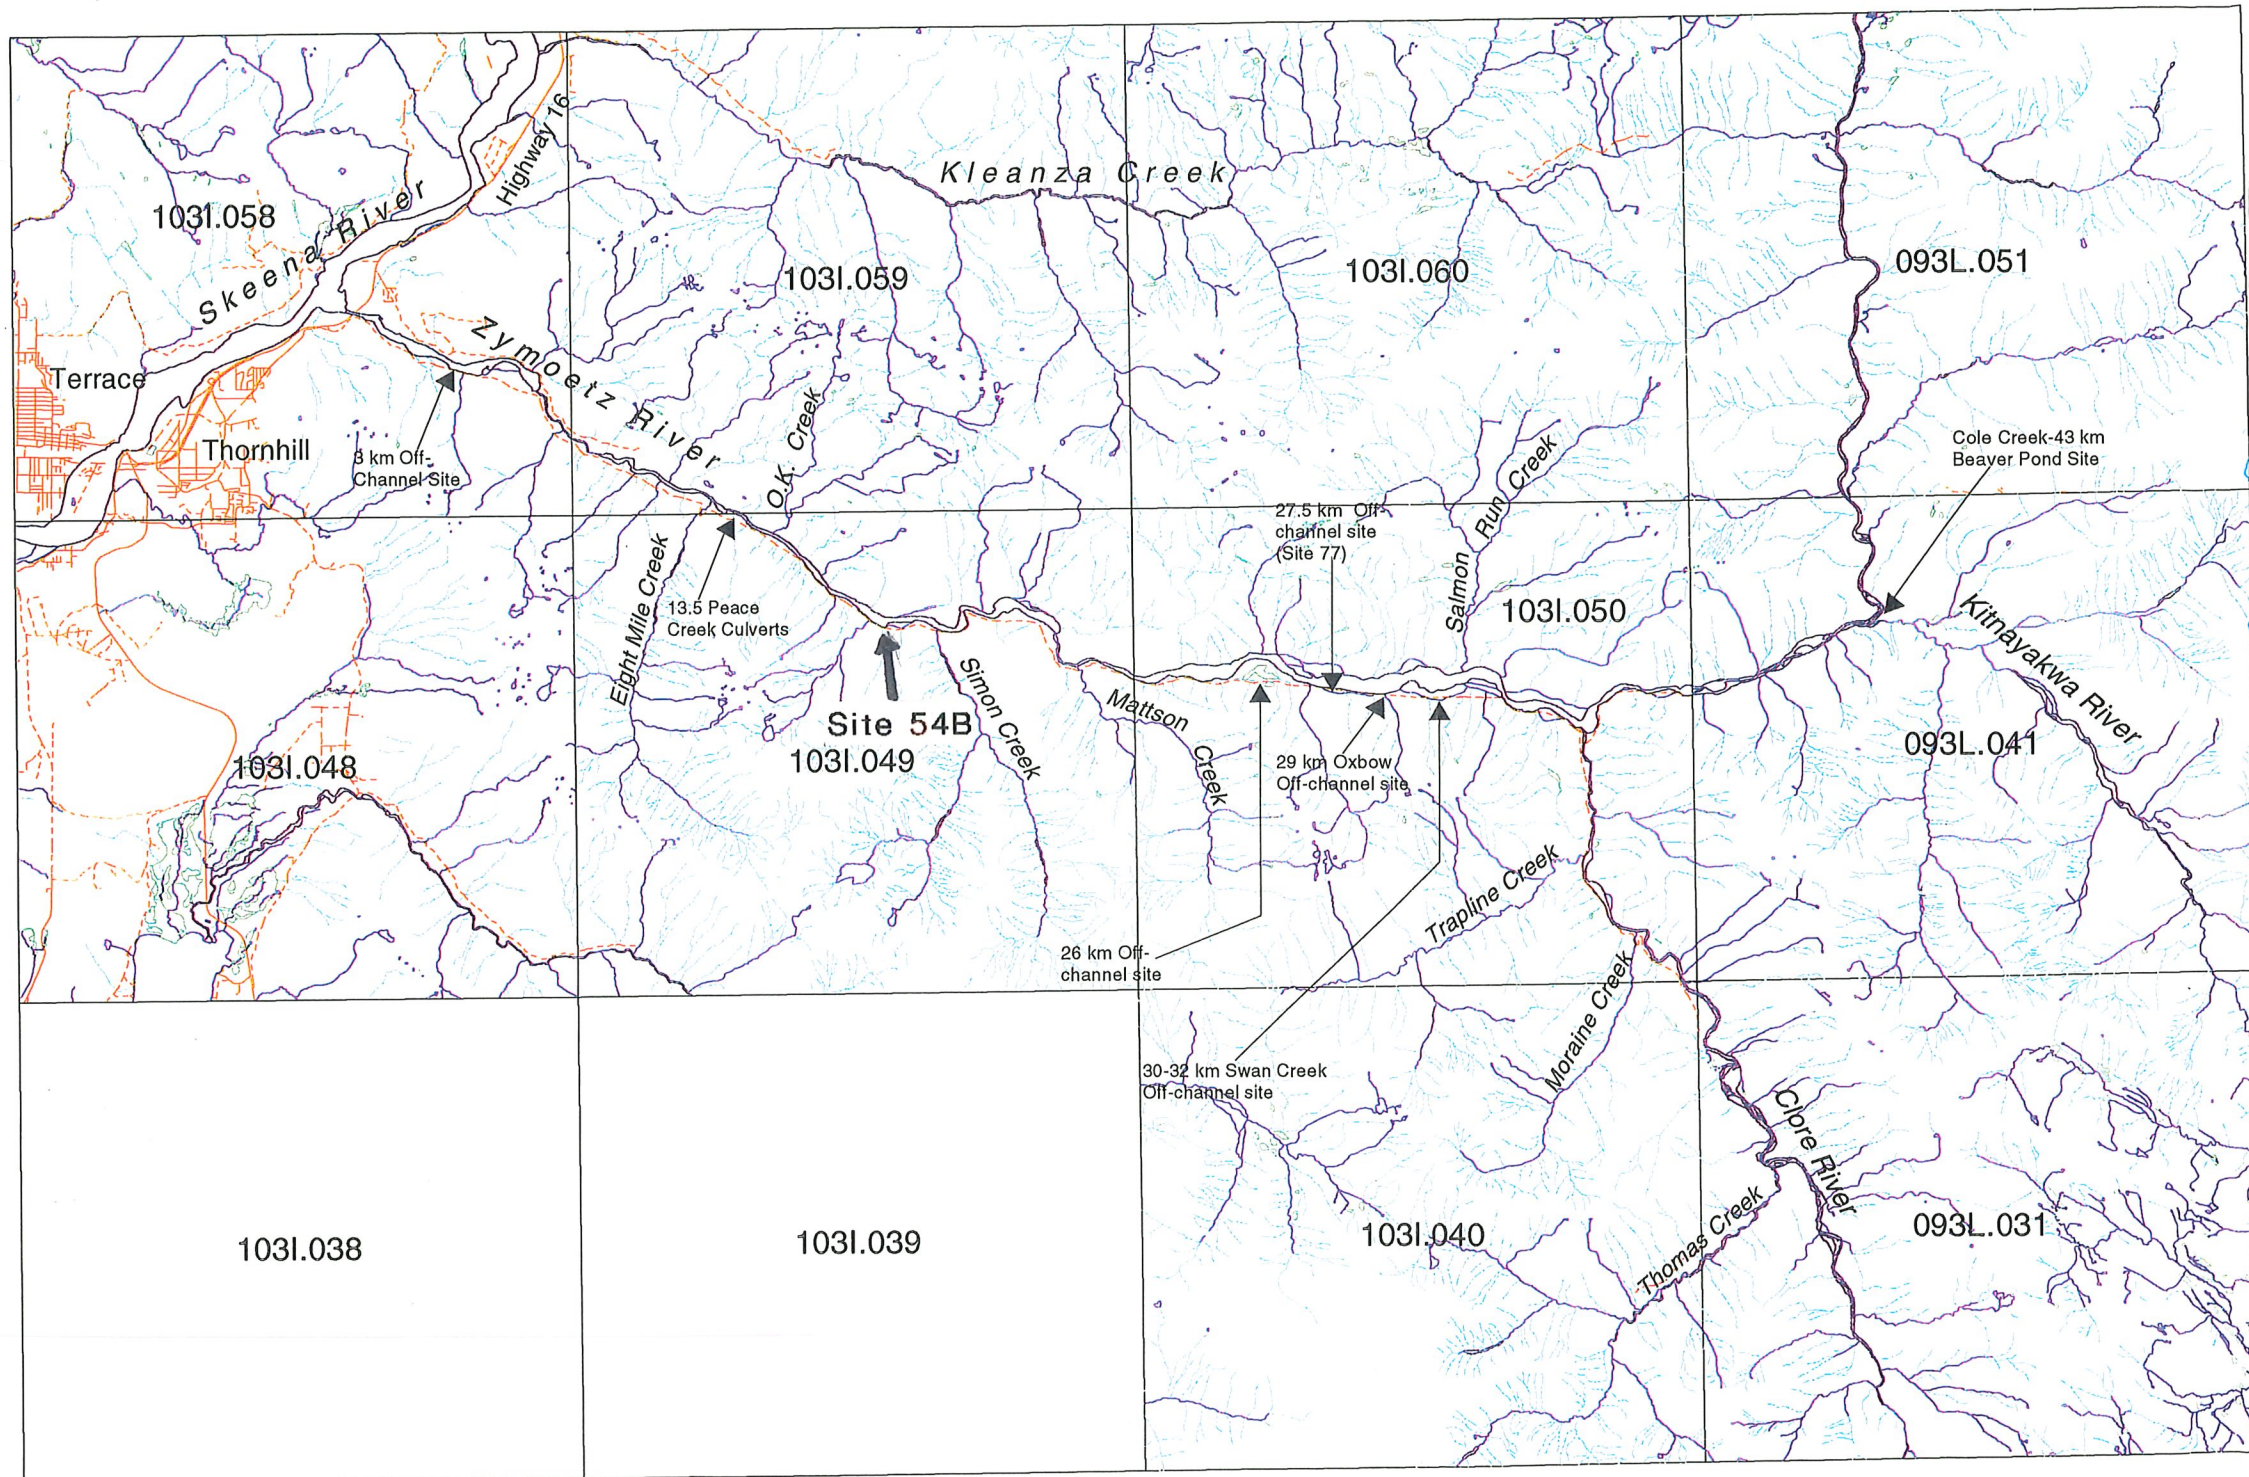 Highway 16
Kleanza Creek
103I.058
Skeena River
103I.059
103I.060
093L.051
Zymoetz River
Terrace
Thornhill
3 km Off-
Channel Site
O.K. Creek
Cole Creek-43 km
Beaver Pond Site
27.5 km Off-
channel site
(Site 77)
Salmon Run Creek
Eight Mile Creek
13.5 Peace
Creek Culverts
103I.050
Kitnayakwa River
Simon Creek
Site 54B
103I.049
Mattson Creek
103I.048
29 km Oxbow
Off-channel site
093L.041
Trapline Creek
26 km Off-
channel site
Moraine Creek
30-32 km Swan Creek
Off-channel site
Clore River
Thomas Creek
103I.038
103I.039
103I.040
093L.031